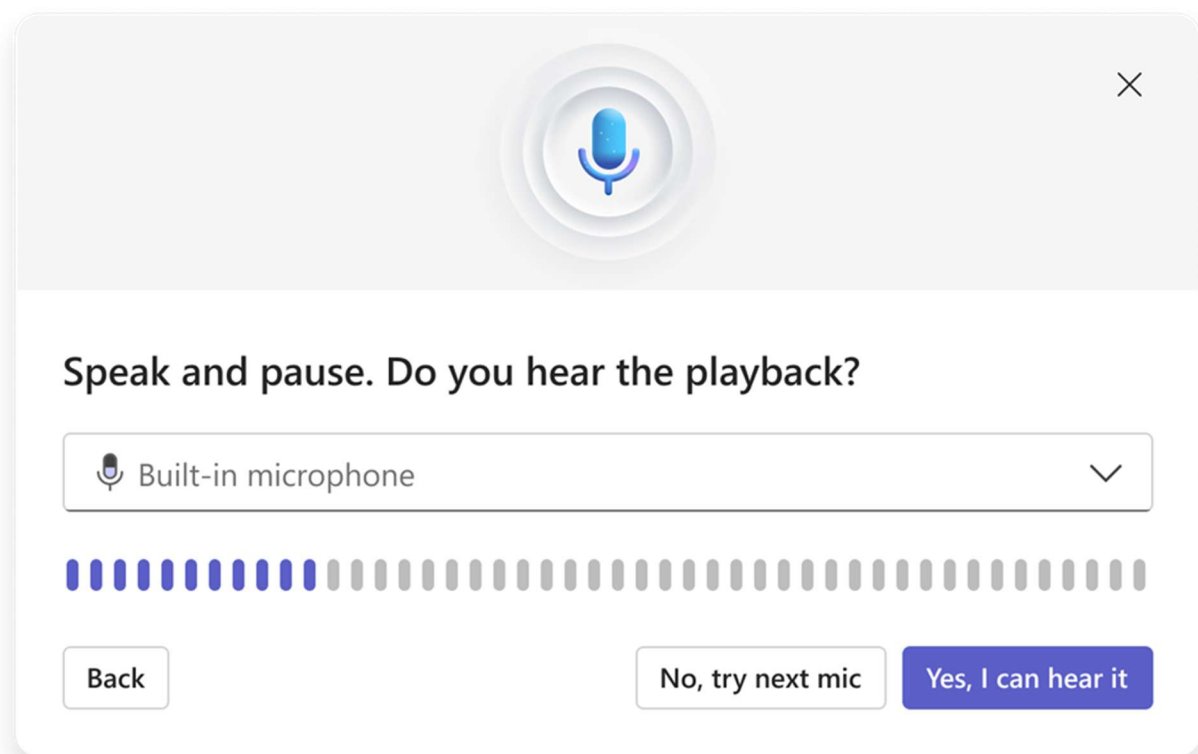 Speak and pause. Do you hear the playback?
Built-in microphone
Back
No, try next mic
Yes, I can hear it